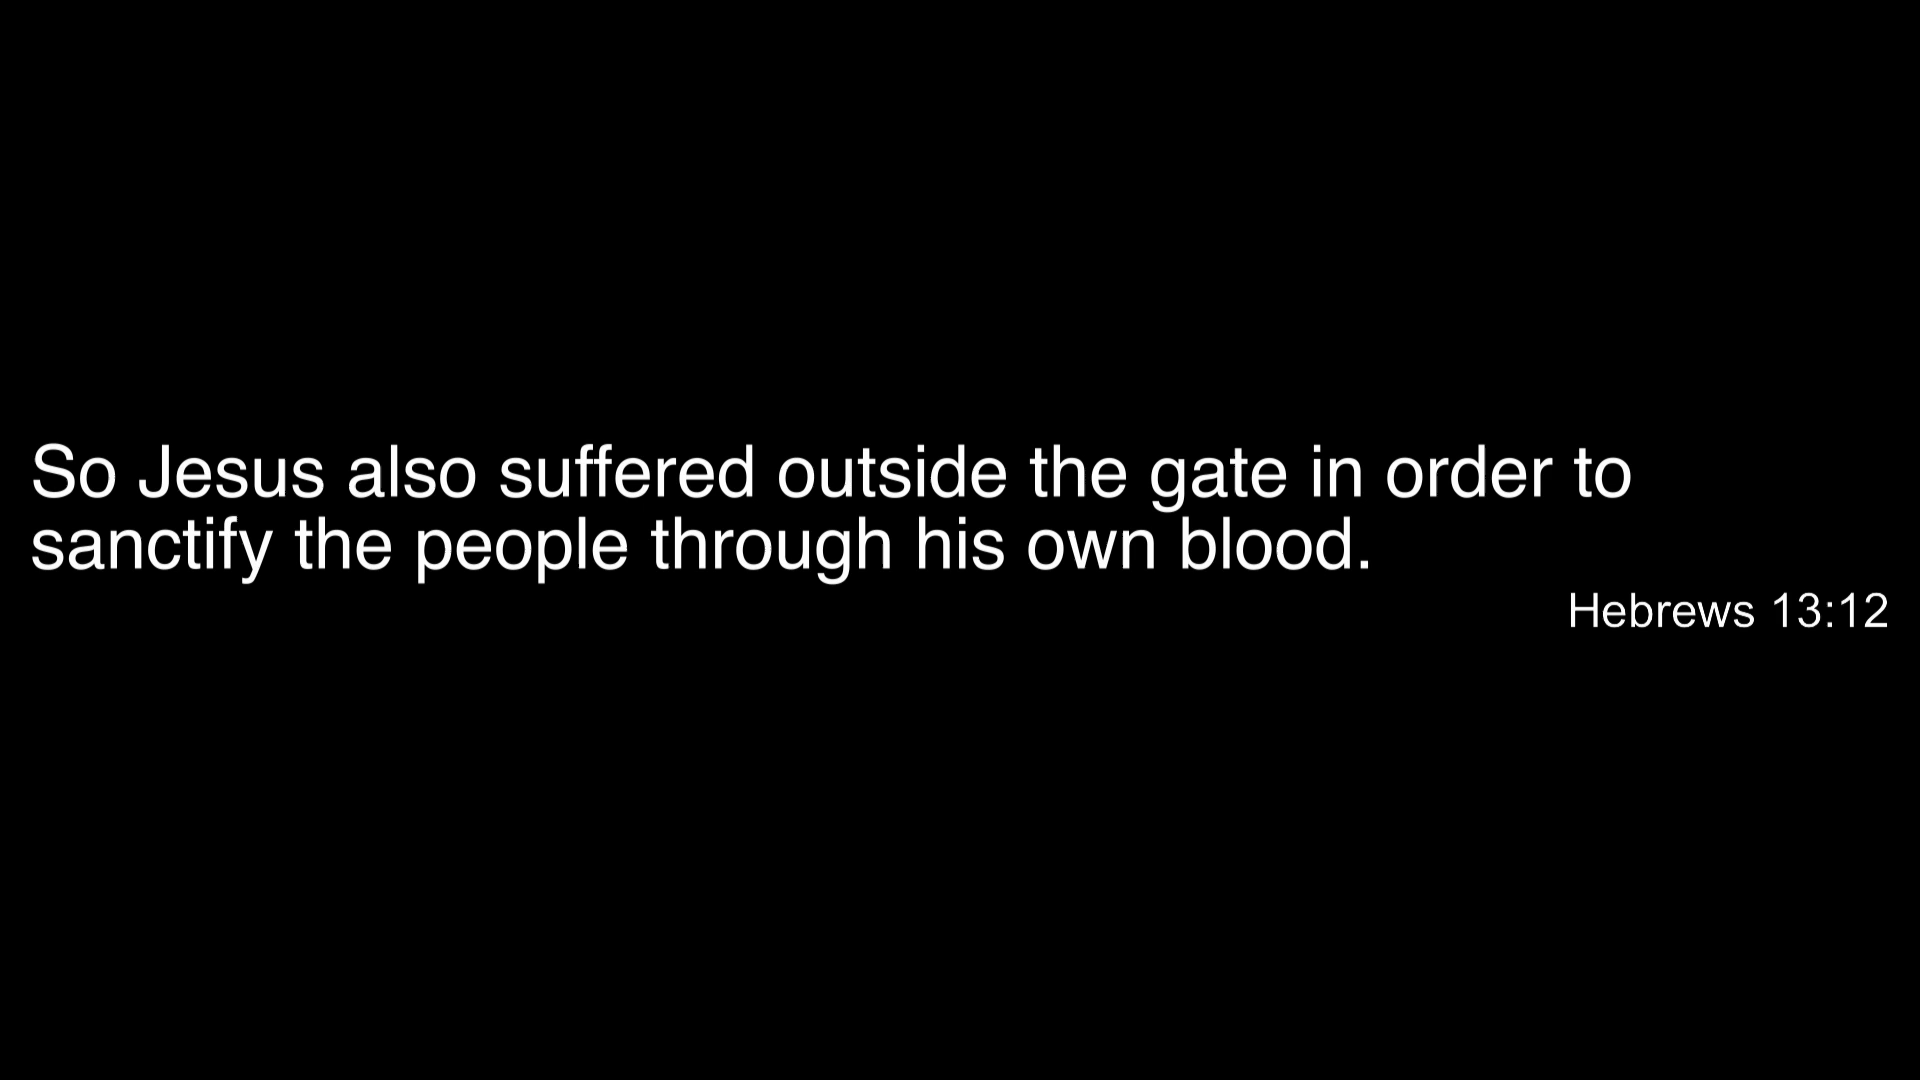 So Jesus also suffered outside the gate in order to
sanctify the people through his own blood.
Hebrews 13:12